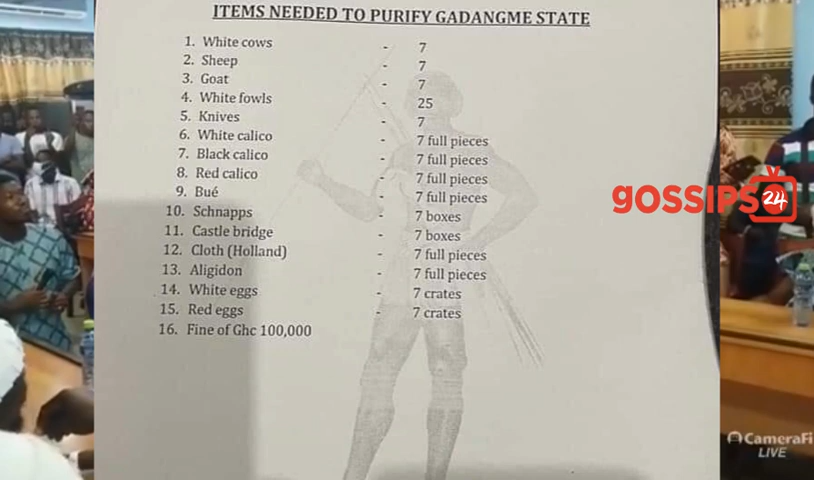 ITEMS NEEDED TO PURIFY GADANGME STATE
1. White cows - 7
2. Sheep - 7
3. Goat - 7
4. White fowls - 25
5. Knives - 7
6. White calico - 7 full pieces
7. Black calico - 7 full pieces
8. Red calico - 7 full pieces
9. Bué - 7 full pieces
10. Schnapps - 7 boxes
11. Castle bridge - 7 boxes
12. Cloth (Holland) - 7 full pieces
13. Aligidon - 7 full pieces
14. White eggs - 7 crates
15. Red eggs - 7 crates
16. Fine of Ghc 100,000
gossips 24
CameraFi
LIVE